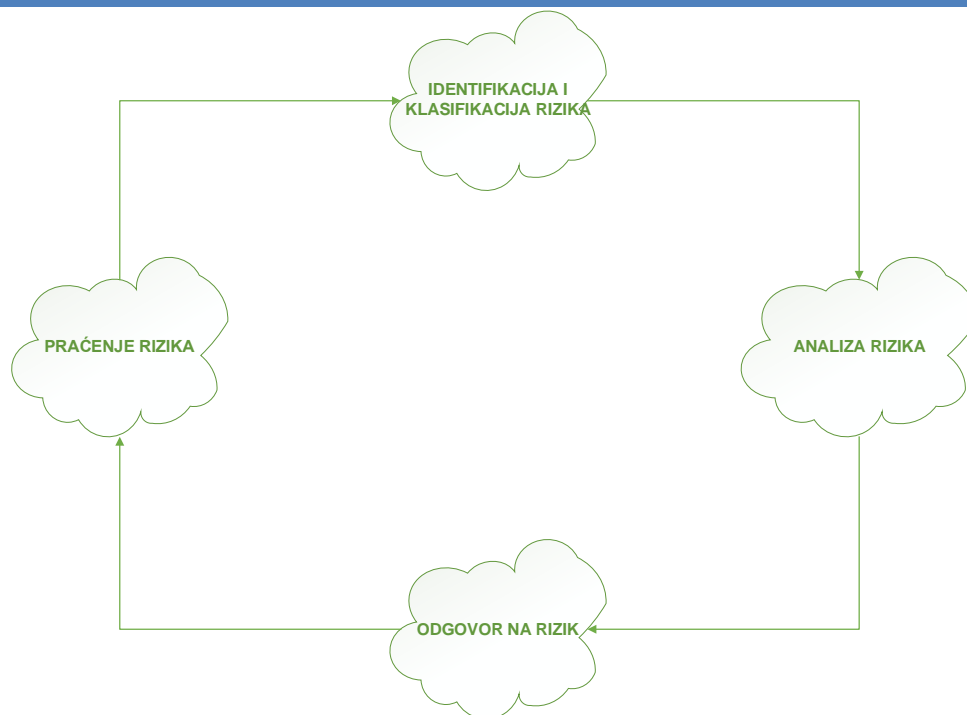 IDENTIFIKACIJA I
KLASIFIKACIJA RIZIKA
PRAĆENJE RIZIKA
ANALIZA RIZIKA
ODGOVOR NA RIZIK